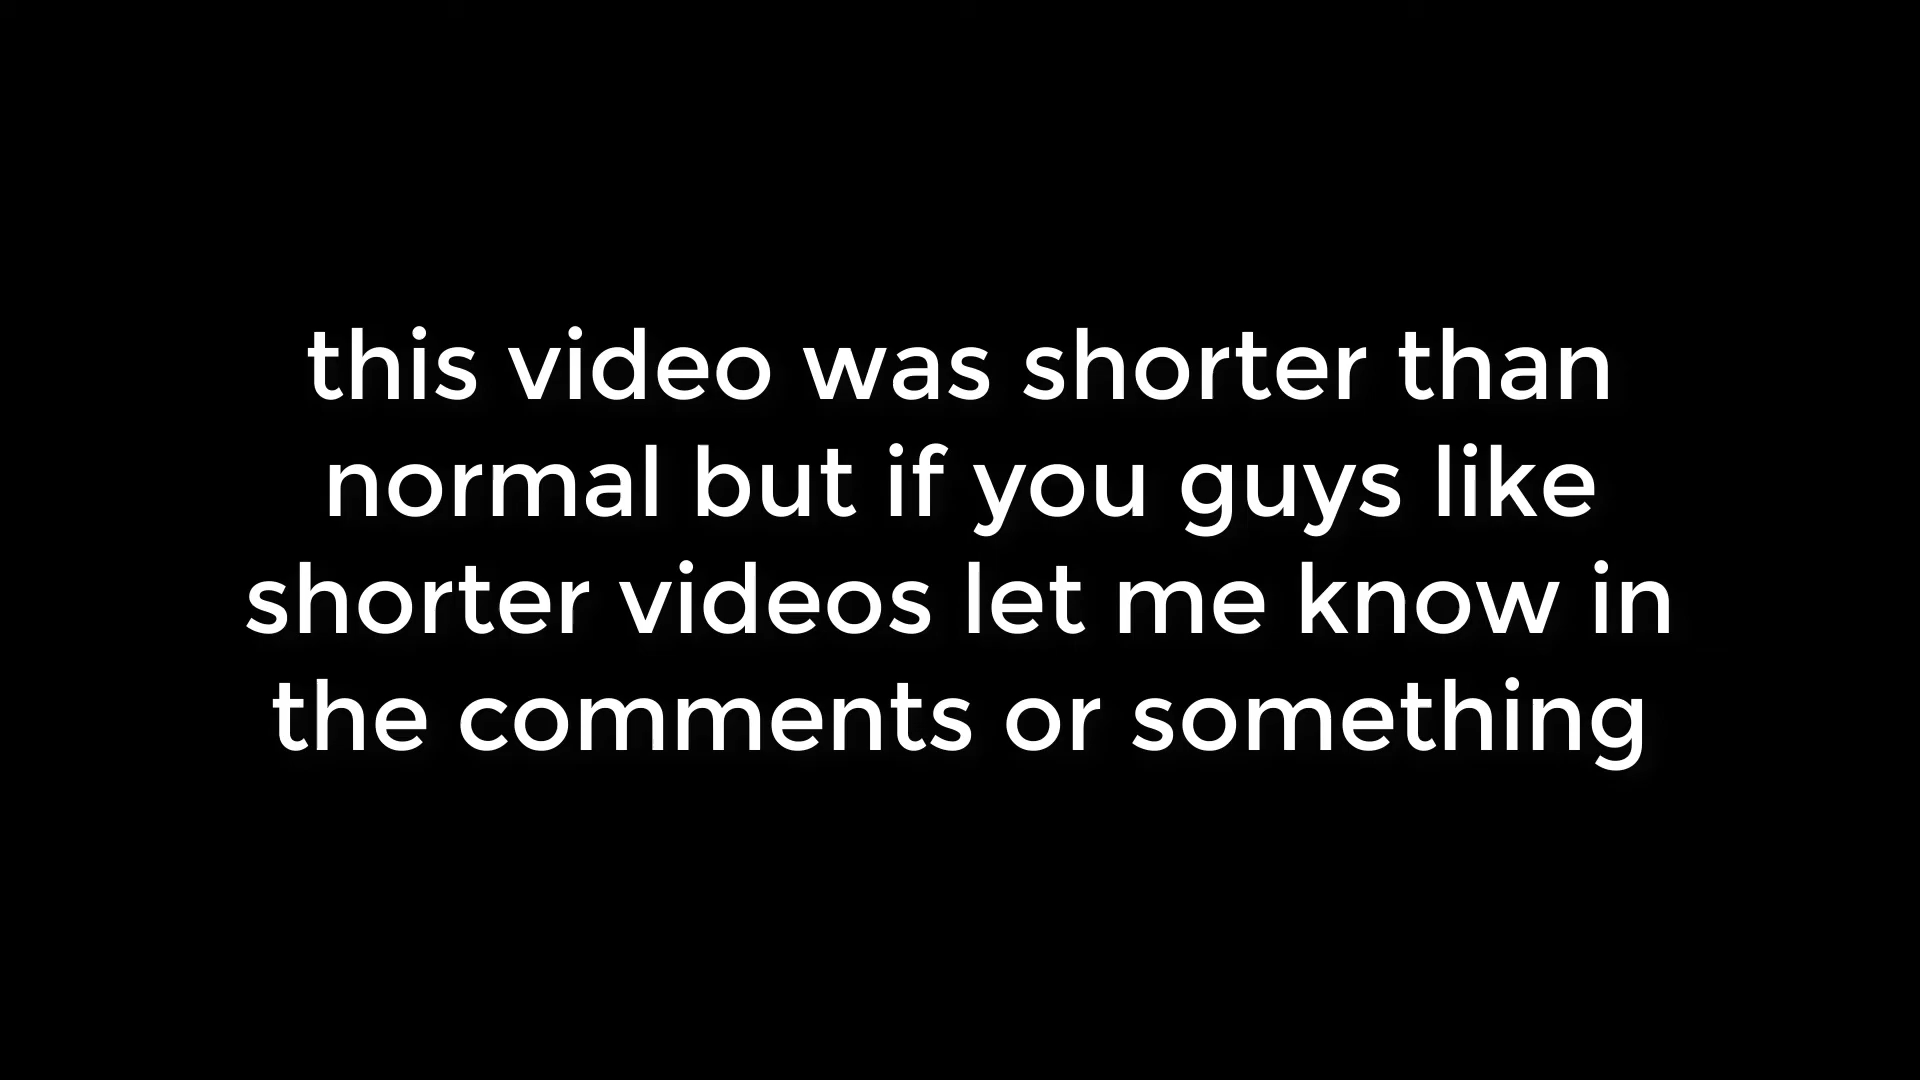 this video was shorter than
normal but if you guys like
shorter videos let me know in
the comments or something